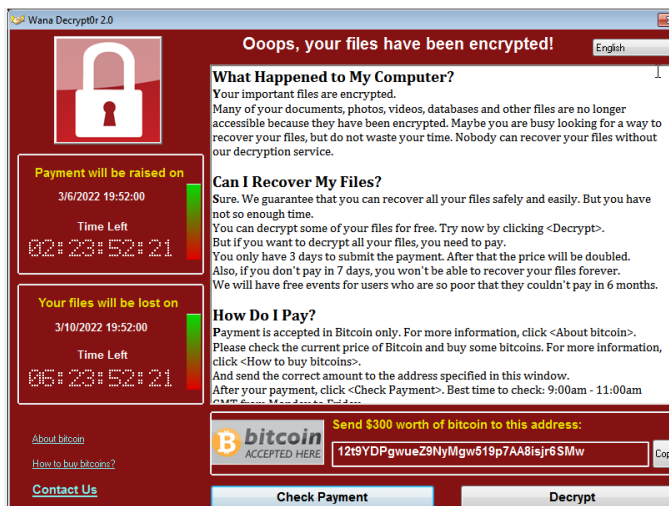 Wana Decrypt0r 2.0
Ooops, your files have been encrypted!
English
What Happened to My Computer?
Your important files are encrypted.
Many of your documents, photos, videos, databases and other files are no longer
accessible because they have been encrypted. Maybe you are busy looking for a way to
recover your files, but do not waste your time. Nobody can recover your files without
our decryption service.
Can I Recover My Files?
Sure. We guarantee that you can recover all your files safely and easily. But you have
not so enough time.
You can decrypt some of your files for free. Try now by clicking <Decrypt>.
But if you want to decrypt all your files, you need to pay.
You only have 3 days to submit the payment. After that the price will be doubled.
Also, if you don't pay in 7 days, you won't be able to recover your files forever.
We will have free events for users who are so poor that they couldn't pay in 6 months.
How Do I Pay?
Payment is accepted in Bitcoin only. For more information, click <About bitcoin>.
Please check the current price of Bitcoin and buy some bitcoins. For more information,
click <How to buy bitcoins>.
And send the correct amount to the address specified in this window.
After your payment, click <Check Payment>. Best time to check: 9:00am - 11:00am
GMT from Monday to Friday.
Payment will be raised on
3/6/2022 19:52:00
Time Left
02:23:52:21
Your files will be lost on
3/10/2022 19:52:00
Time Left
06:23:52:21
About bitcoin
How to buy bitcoins?
Contact Us
bitcoin
ACCEPTED HERE
Send $300 worth of bitcoin to this address:
12t9YDPgwueZ9NyMgw519p7AA8isjr6SMw
Cop
Check Payment
Decrypt